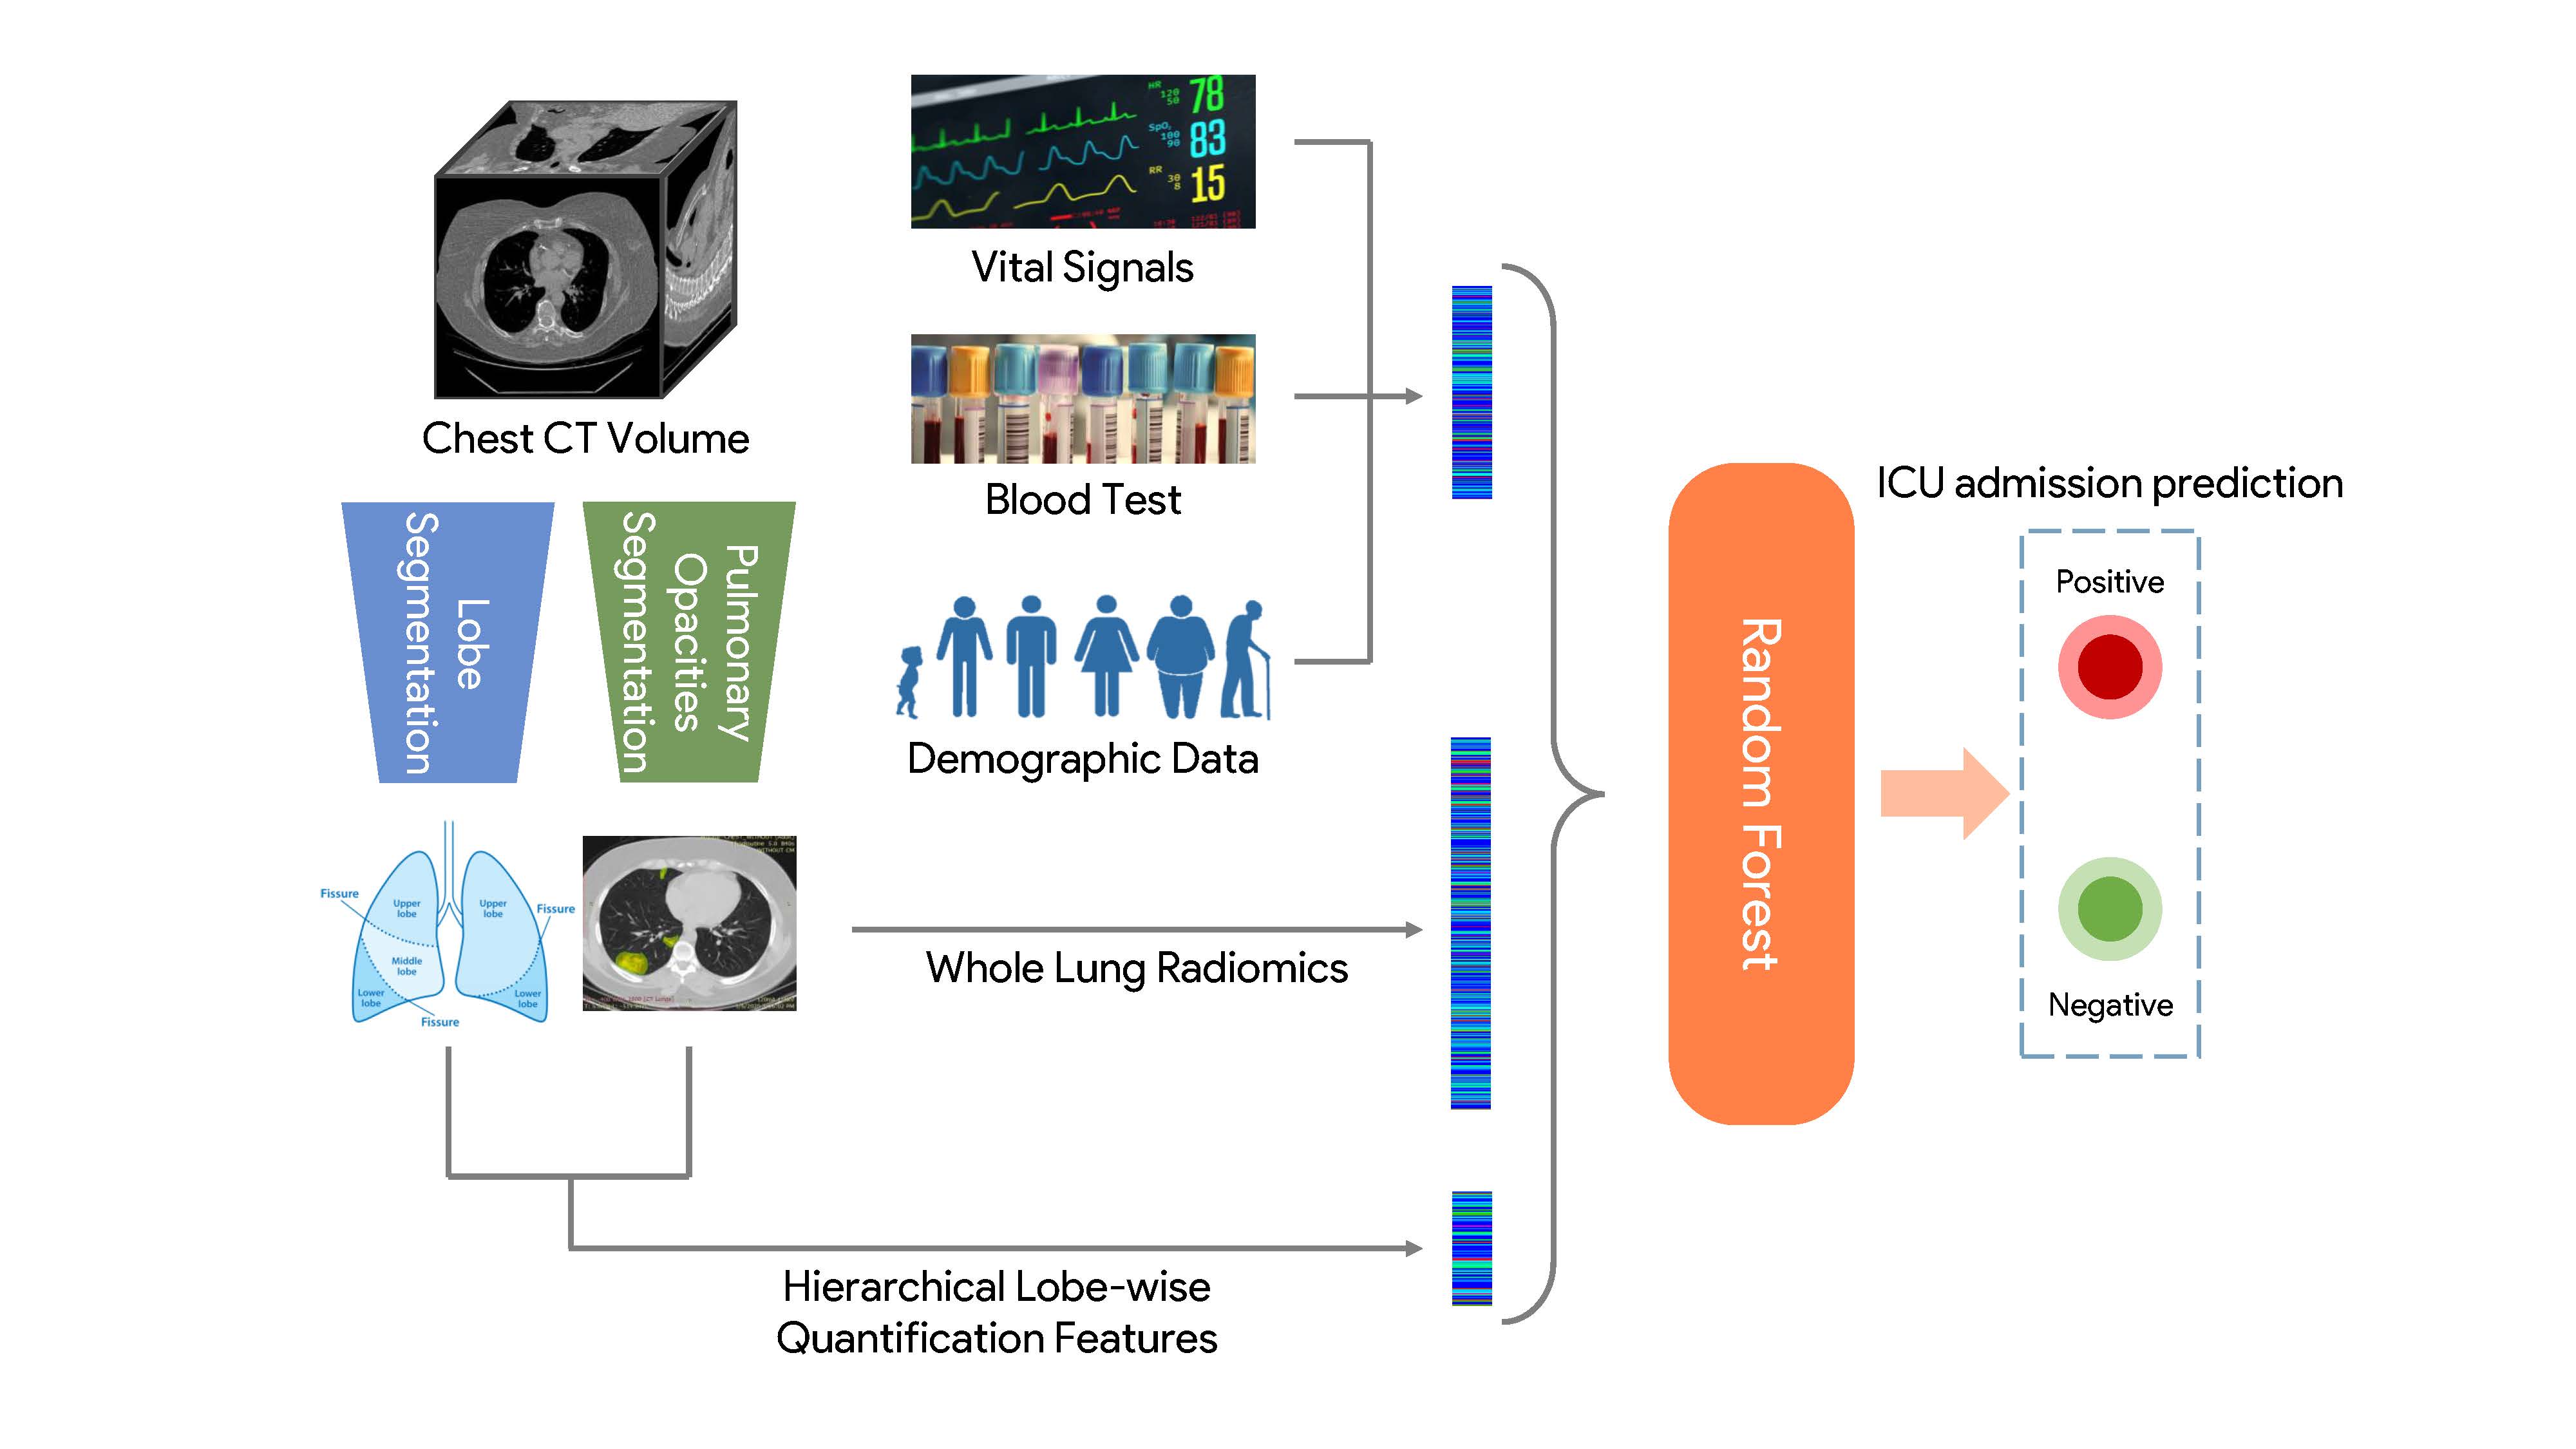 HR
120
50
78
SpO₂
100
90
83
RR
30
8
15
Vital Signals
Chest CT Volume
Blood Test
Lobe
Segmentation
Pulmonary
Opacities
Segmentation
Demographic Data
Fissure
Upper
lobe
Upper
lobe
Fissure
Middle
lobe
Lower
lobe
Lower
lobe
Fissure
Whole Lung Radiomics
Hierarchical Lobe-wise
Quantification Features
Random Forest
ICU admission prediction
Positive
Negative